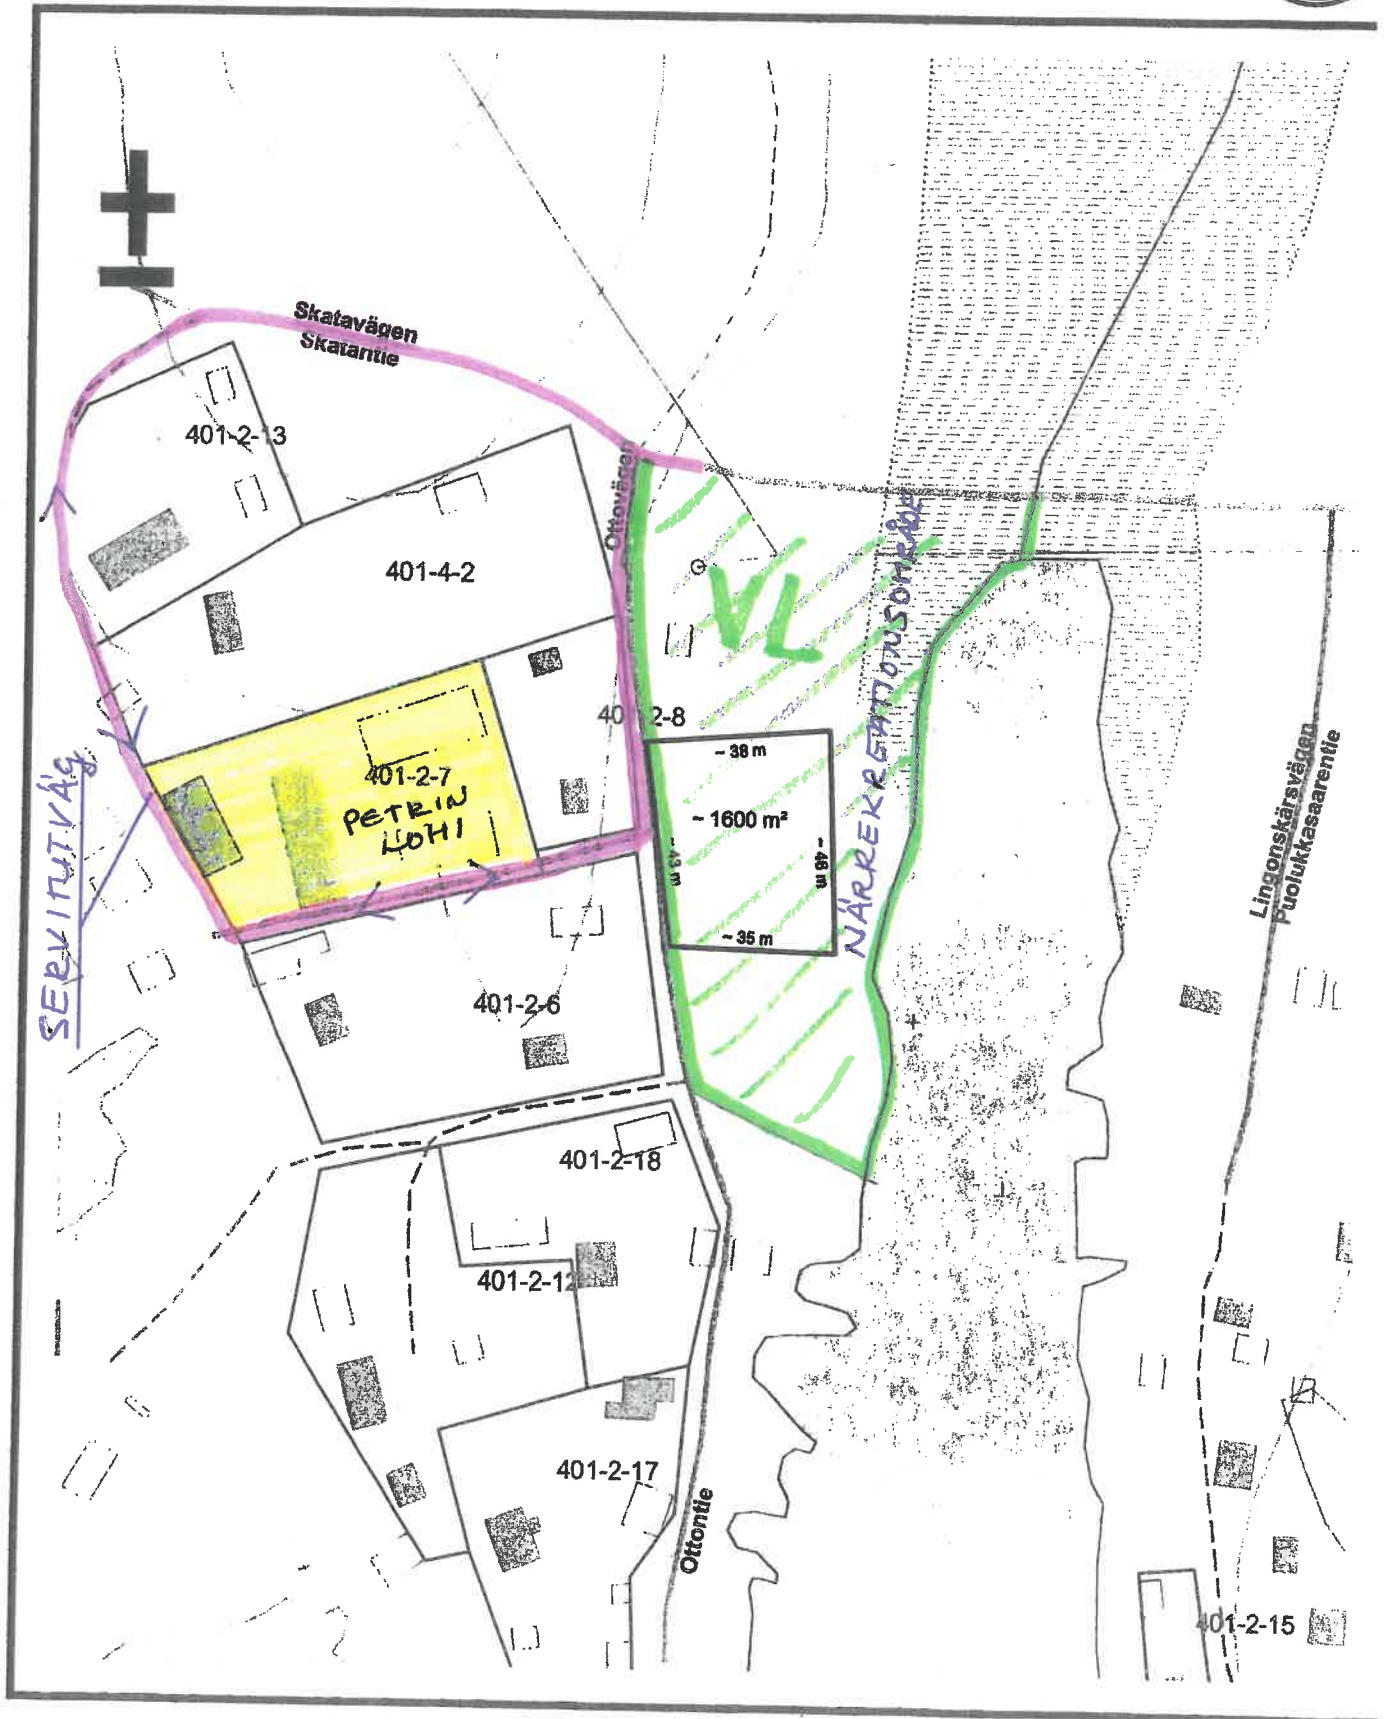 Skatavägen
Skatantie
401-2-13
Ottovägen
401-4-2
VL
NÄRREKREATIONSOMRÅDE
401-2-8
~ 38 m
401-2-7
PETRIN
LOHI
~ 1600 m²
~ 43 m
~ 46 m
~ 35 m
SERVITUTVÄG
Lingonskärsvägen
Puolukkasaarentie
401-2-6
401-2-18
401-2-12
401-2-17
Ottontie
401-2-15